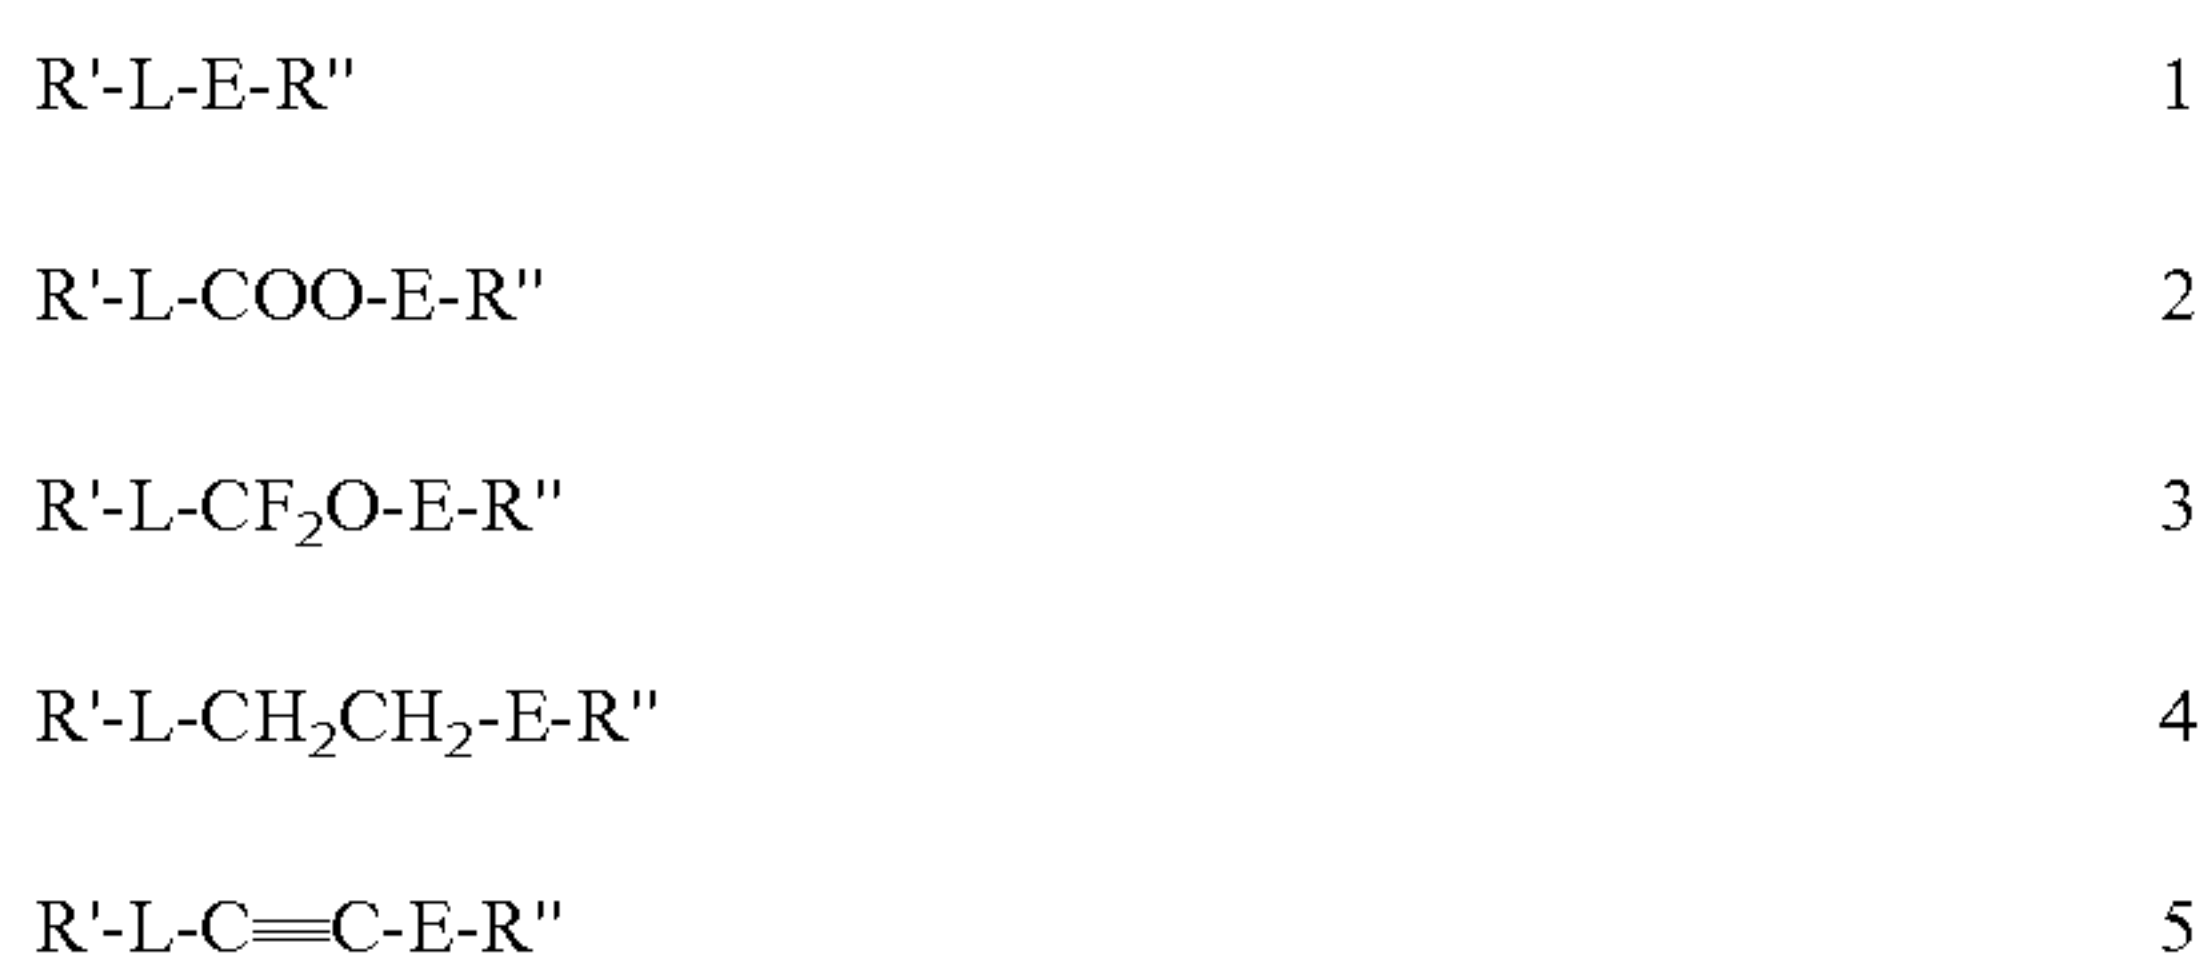 R'-L-E-R" 1
R'-L-COO-E-R" 2
R'-L-CF₂O-E-R" 3
R'-L-CH₂CH₂-E-R" 4
R'-L-C≡C-E-R" 5